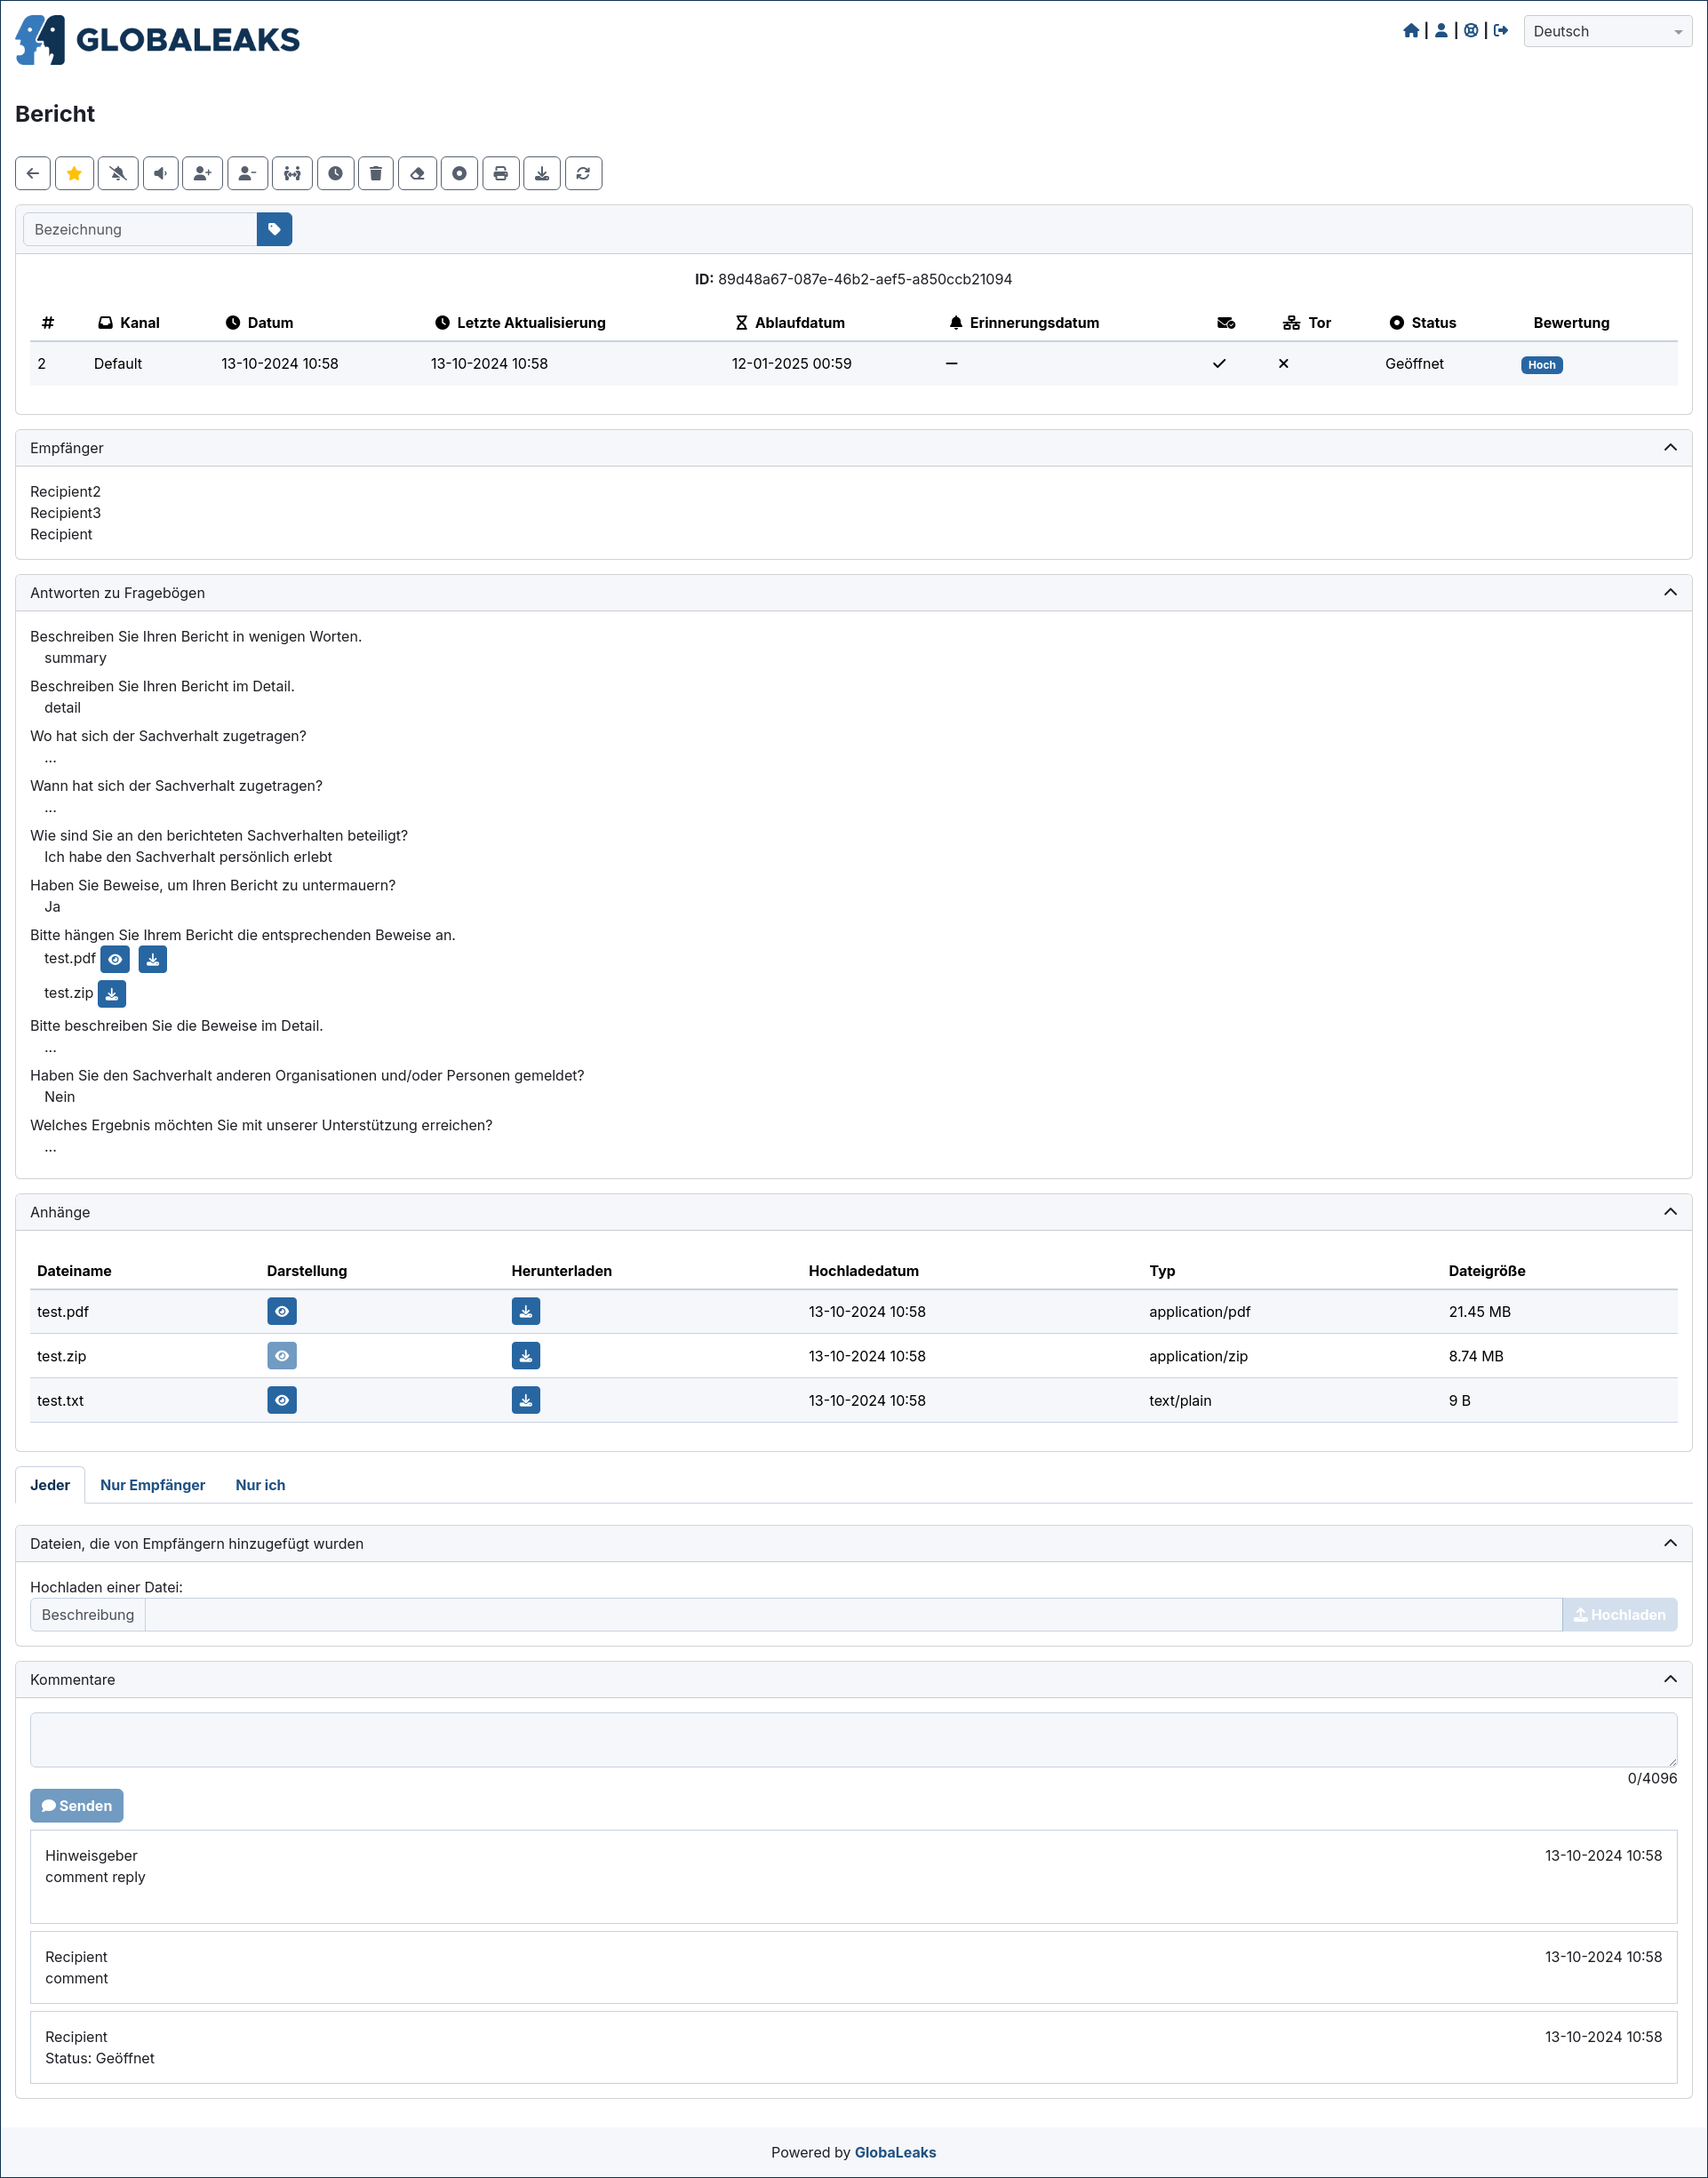 GLOBALEAKS
Deutsch
Bericht
Bezeichnung
ID: 89d48a67-087e-46b2-aef5-a850ccb21094
# Kanal Datum Letzte Aktualisierung Ablaufdatum Erinnerungsdatum Tor Status Bewertung
2 Default 13-10-2024 10:58 13-10-2024 10:58 12-01-2025 00:59 — Geöffnet Hoch
Empfänger
Recipient2
Recipient3
Recipient
Antworten zu Fragebögen
Beschreiben Sie Ihren Bericht in wenigen Worten.
summary
Beschreiben Sie Ihren Bericht im Detail.
detail
Wo hat sich der Sachverhalt zugetragen?
...
Wann hat sich der Sachverhalt zugetragen?
...
Wie sind Sie an den berichteten Sachverhalten beteiligt?
Ich habe den Sachverhalt persönlich erlebt
Haben Sie Beweise, um Ihren Bericht zu untermauern?
Ja
Bitte hängen Sie Ihrem Bericht die entsprechenden Beweise an.
test.pdf
test.zip
Bitte beschreiben Sie die Beweise im Detail.
...
Haben Sie den Sachverhalt anderen Organisationen und/oder Personen gemeldet?
Nein
Welches Ergebnis möchten Sie mit unserer Unterstützung erreichen?
...
Anhänge
Dateiname Darstellung Herunterladen Hochladedatum Typ Dateigröße
test.pdf 13-10-2024 10:58 application/pdf 21.45 MB
test.zip 13-10-2024 10:58 application/zip 8.74 MB
test.txt 13-10-2024 10:58 text/plain 9 B
Jeder Nur Empfänger Nur ich
Dateien, die von Empfängern hinzugefügt wurden
Hochladen einer Datei:
Beschreibung Hochladen
Kommentare
0/4096
Senden
Hinweisgeber 13-10-2024 10:58
comment reply
Recipient 13-10-2024 10:58
comment
Recipient 13-10-2024 10:58
Status: Geöffnet
Powered by GlobaLeaks